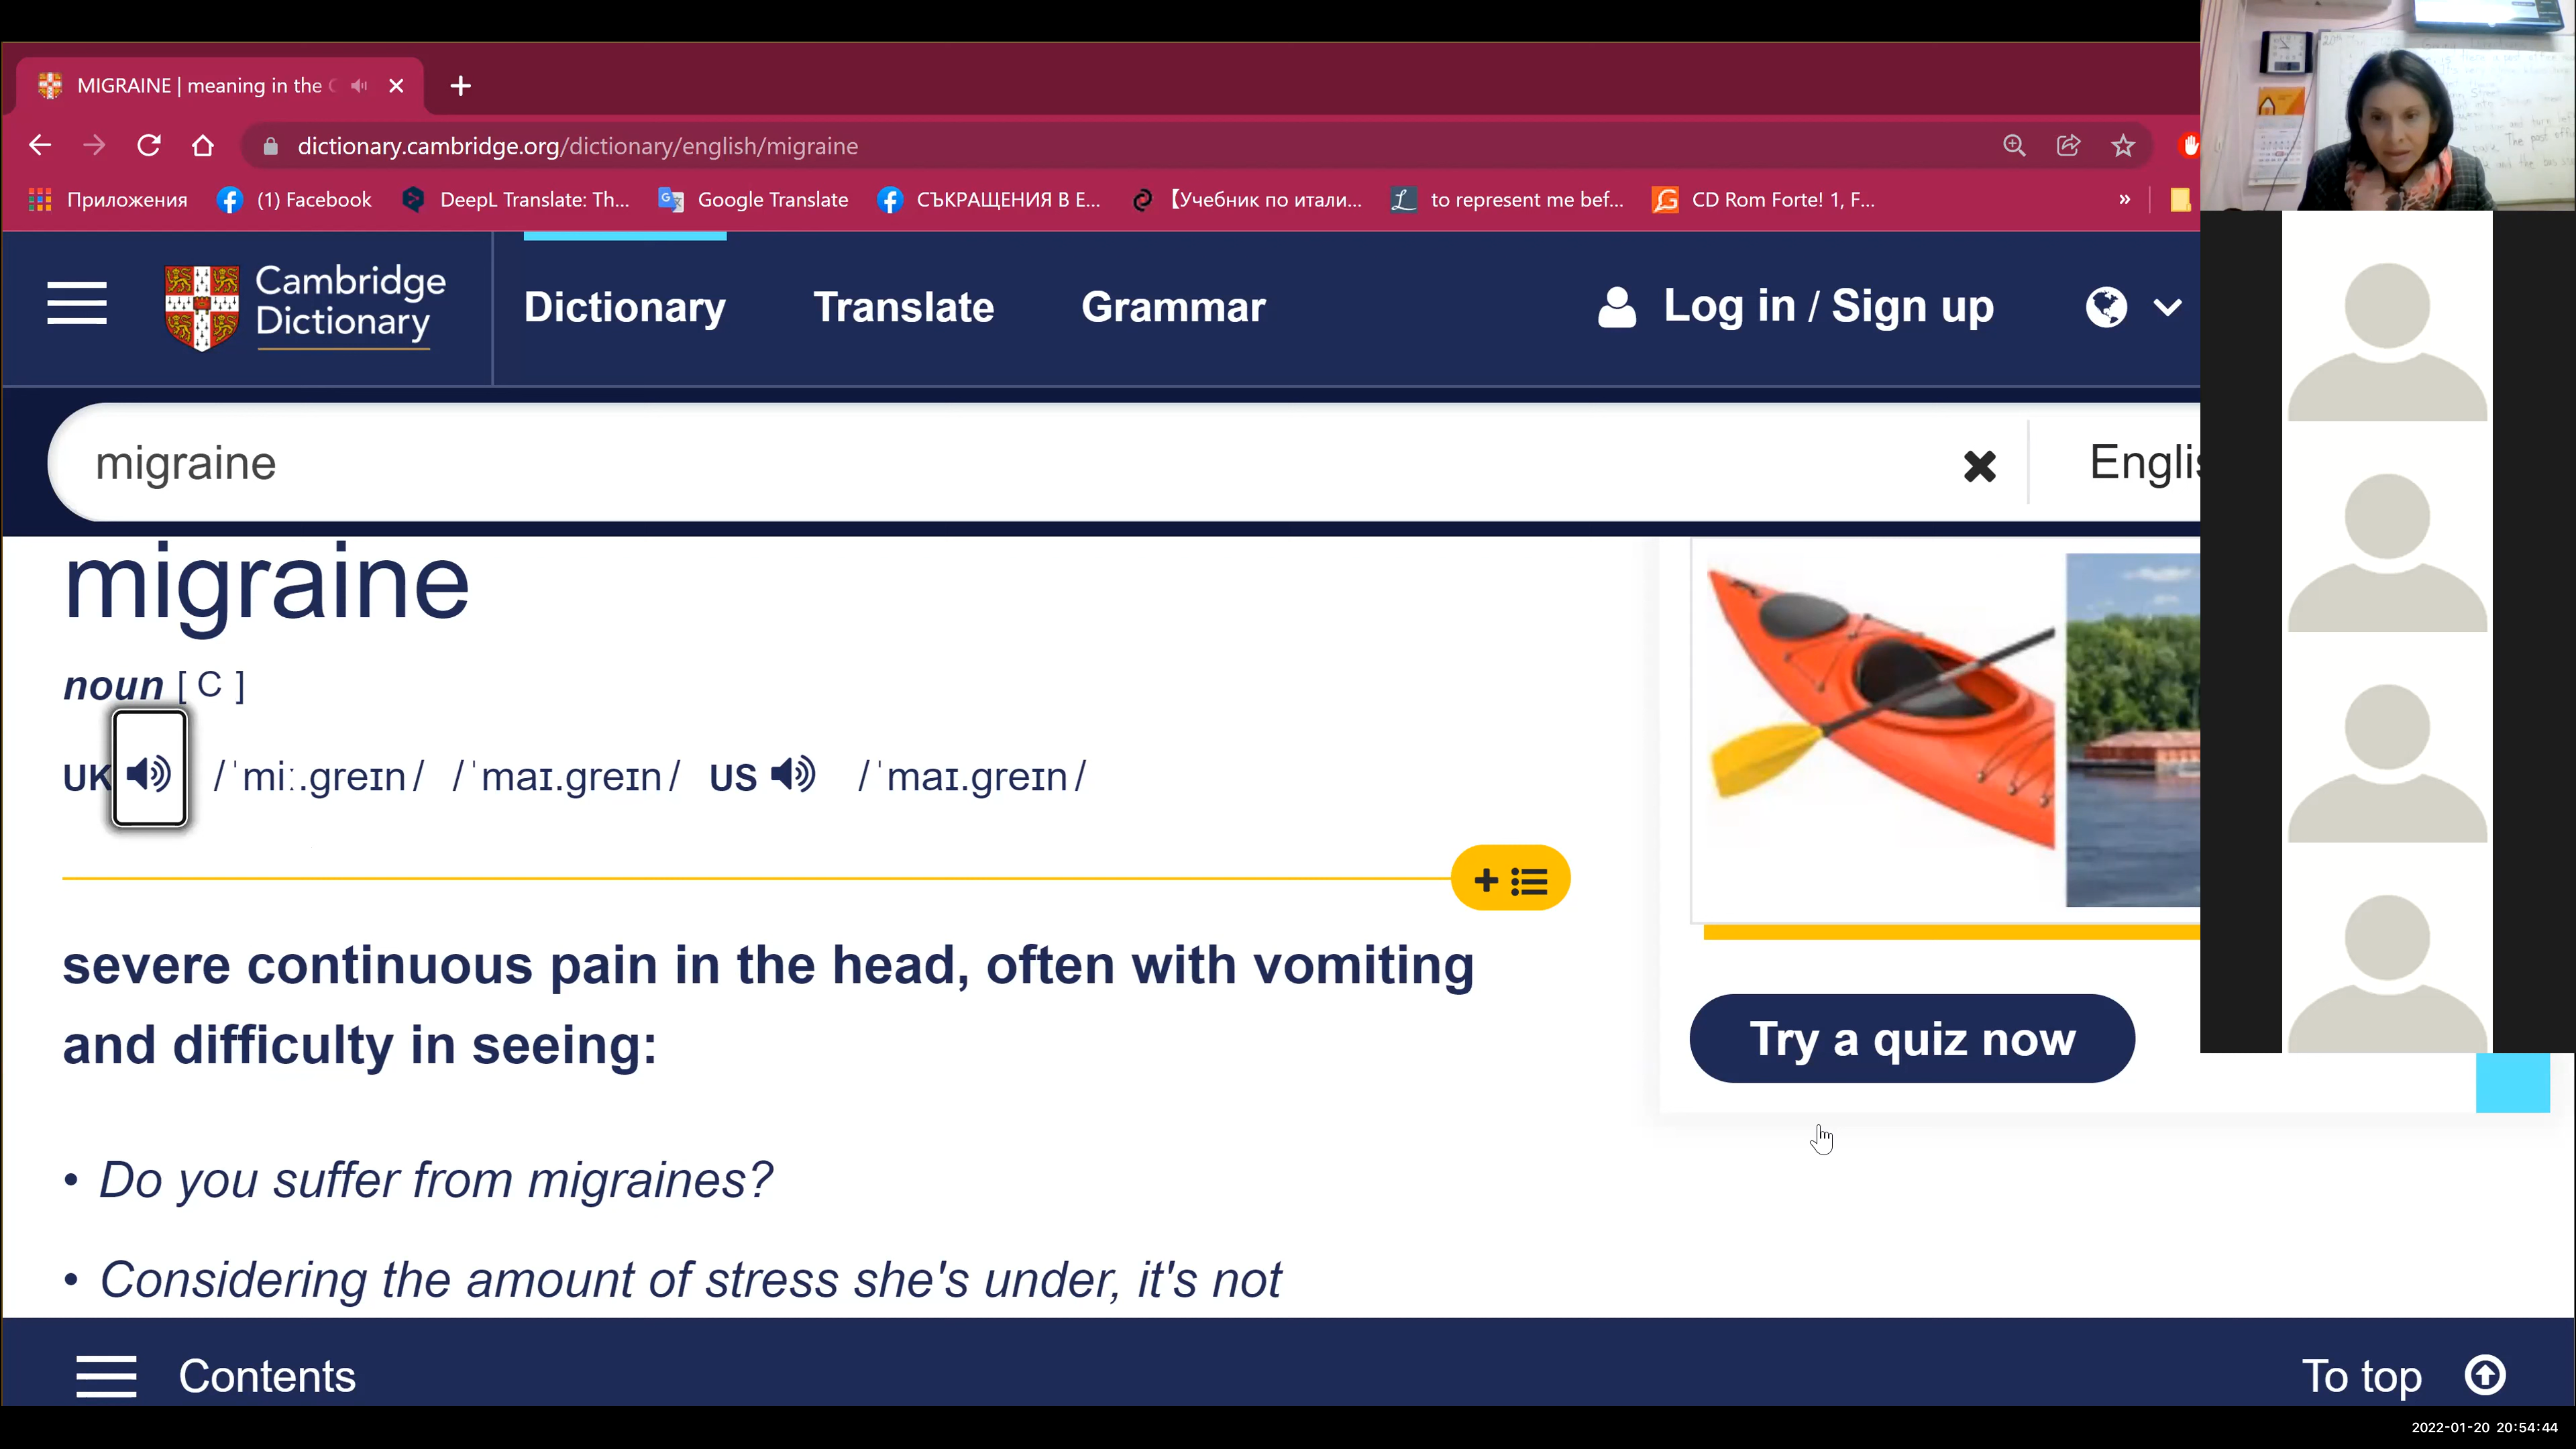 MIGRAINE | meaning in the
dictionary.cambridge.org/dictionary/english/migraine
Приложения (1) Facebook DeepL Translate: Th... Google Translate СЪКРАЩЕНИЯ В Е... 【Учебник по итали... to represent me bef... CD Rom Forte! 1, F... »
Cambridge
Dictionary
Dictionary Translate Grammar Log in / Sign up
migraine
migraine
noun [ C ]
UK /ˈmiː.ɡreɪn/ /ˈmaɪ.ɡreɪn/ US /ˈmaɪ.ɡreɪn/
severe continuous pain in the head, often with vomiting
and difficulty in seeing:
Try a quiz now
• Do you suffer from migraines?
• Considering the amount of stress she's under, it's not
Contents
To top
2022-01-20 20:54:44